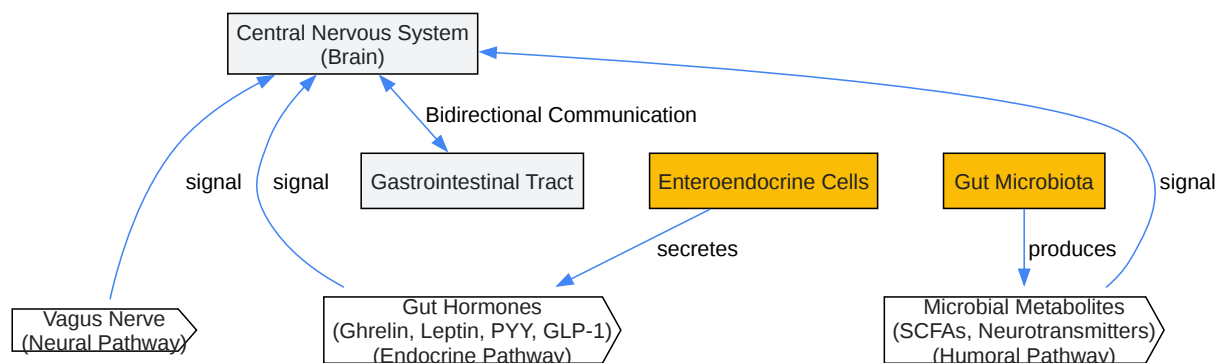 Central Nervous System
(Brain)
Bidirectional Communication
signal
signal
Gastrointestinal Tract
Enteroendocrine Cells
Gut Microbiota
signal
secretes
produces
Vagus Nerve
(Neural Pathway)
Gut Hormones
(Ghrelin, Leptin, PYY, GLP-1)
(Endocrine Pathway)
Microbial Metabolites
(SCFAs, Neurotransmitters)
(Humoral Pathway)